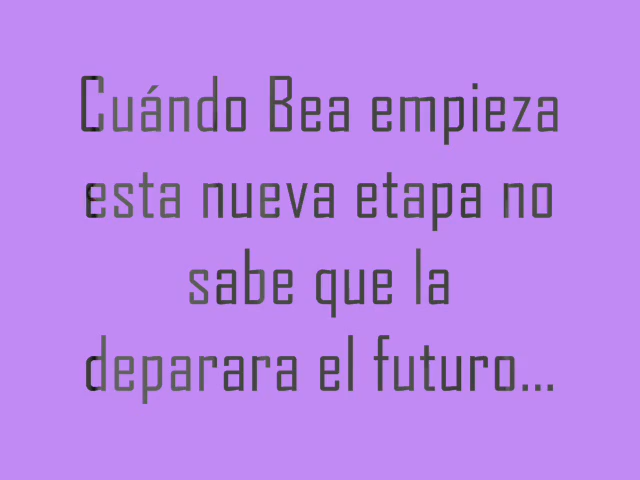 Cuándo Bea empieza
esta nueva etapa no
sabe que la
deparara el futuro...